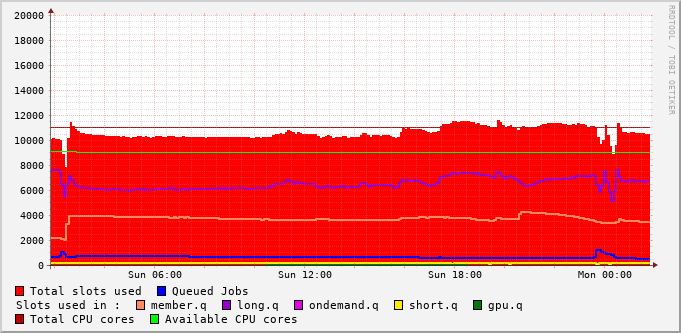 20000
18000
16000
14000
12000
10000
8000
6000
4000
2000
0
Sun 06:00 Sun 12:00 Sun 18:00 Mon 00:00
RRDTOOL / TOBI OETIKER
Total slots used Queued Jobs
Slots used in : member.q long.q ondemand.q short.q gpu.q
Total CPU cores Available CPU cores